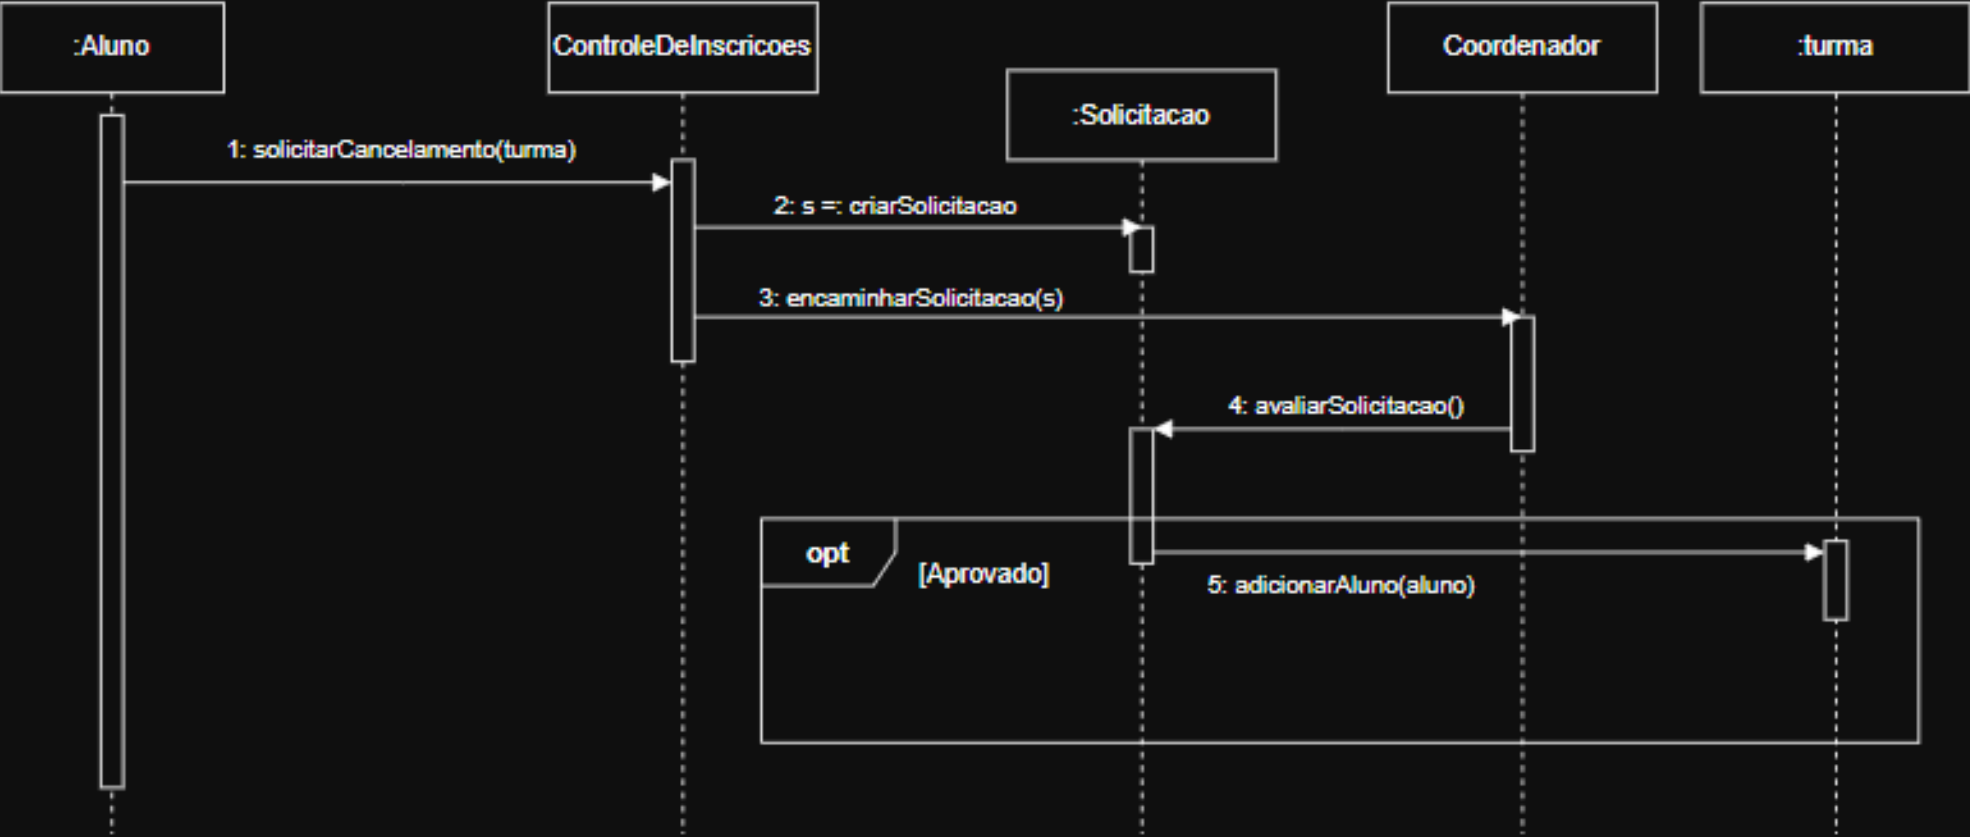 :Aluno
ControleDeInscricoes
:Solicitacao
Coordenador
:turma
1: solicitarCancelamento(turma)
2: s =: criarSolicitacao
3: encaminharSolicitacao(s)
4: avaliarSolicitacao()
opt
[Aprovado]
5: adicionarAluno(aluno)